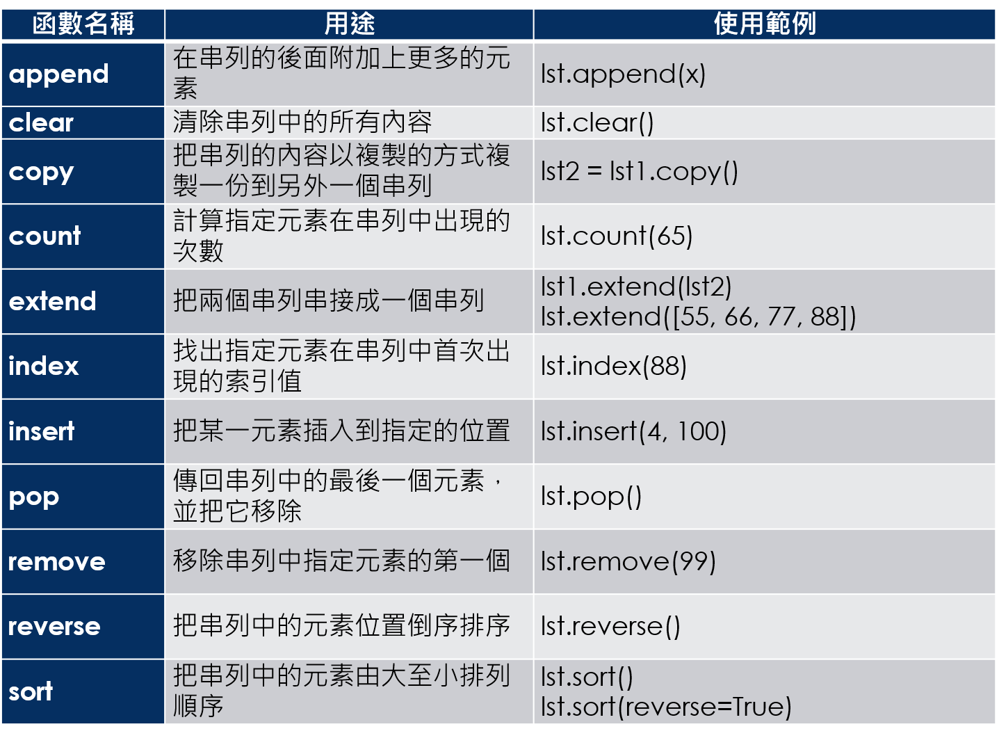 函數名稱 用途 使用範例
append 在串列的後面附加上更多的元 lst.append(x)
素
clear 清除串列中的所有內容 lst.clear()
copy 把串列的內容以複製的方式複 lst2 = lst1.copy()
製一份到另外一個串列
count 計算指定元素在串列中出現的 lst.count(65)
次數
extend 把兩個串列串接成一個串列 lst1.extend(lst2)
lst.extend([55, 66, 77, 88])
index 找出指定元素在串列中首次出 lst.index(88)
現的索引值
insert 把某一元素插入到指定的位置 lst.insert(4, 100)
pop 傳回串列中的最後一個元素， lst.pop()
並把它移除
remove 移除串列中指定元素的第一個 lst.remove(99)
reverse 把串列中的元素位置倒序排序 lst.reverse()
sort 把串列中的元素由大至小排列 lst.sort()
順序 lst.sort(reverse=True)